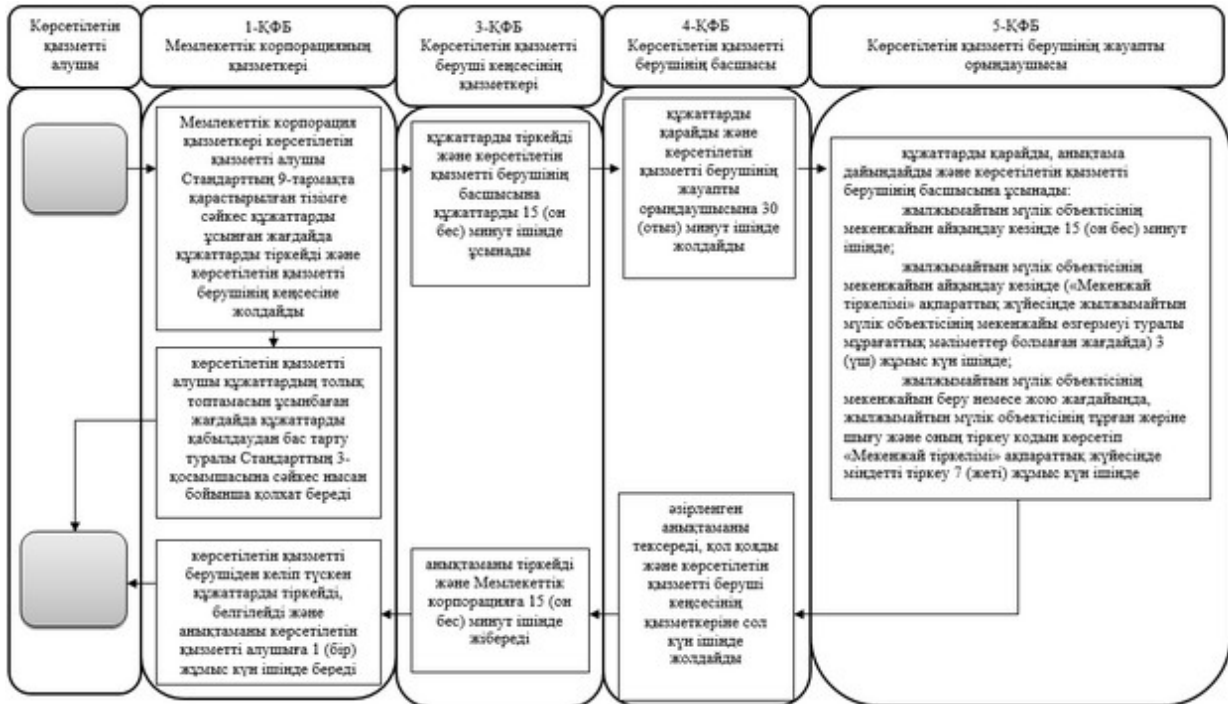 Көрсетілетін
қызметті
алушы
1-ҚФБ
Мемлекеттік корпорацияның
қызметкері
3-ҚФБ
Көрсетілетін қызметті
беруші кеңсесінің
қызметкері
4-ҚФБ
Көрсетілетін қызметті
берушінің басшысы
5-ҚФБ
Көрсетілетін қызметті берушінің жауапты
орындаушысы
Мемлекеттік корпорация
қызметкері көрсетілетін
қызметті алушы
Стандарттың 9-тармақта
қарастырылған тізімге
сәйкес құжаттарды
ұсынған жағдайда
құжаттарды тіркейді және
көрсетілетін қызметті
берушінің кеңсесіне
жолдайды
құжаттарды тіркейді
және көрсетілетін
қызметті берушінің
басшысына
құжаттарды 15 (он
бес) минут ішінде
ұсынады
құжаттарды
қарайды және
көрсетілетін
қызметті берушінің
жауапты
орындаушысына 30
(отыз) минут ішінде
жолдайды
құжаттарды қарайды, анықтама
дайындайды және көрсетілетін қызметті
берушінің басшысына ұсынады:
жылжымайтын мүлік объектісінің
мекенжайын айқындау кезінде 15 (он бес) минут
ішінде;
жылжымайтын мүлік объектісінің
мекенжайын айқындау кезінде («Мекенжай
тіркелімі» ақпараттық жүйесінде жылжымайтын
мүлік объектісінің мекенжайы өзгермеуі туралы
мұрағаттық мәліметтер болмаған жағдайда) 3
(үш) жұмыс күн ішінде;
жылжымайтын мүлік объектісінің
мекенжайын беру немесе жою жағдайында,
жылжымайтын мүлік объектісінің тұрған жеріне
шығу және оның тіркеу кодын көрсетіп
«Мекенжай тіркелімі» ақпараттық жүйесінде
міндетті тіркеу 7 (жеті) жұмыс күн ішінде
көрсетілетін қызметті
алушы құжаттардың толық
топтамасын ұсынбаған
жағдайда құжаттарды
қабылдаудан бас тарту
туралы Стандарттың 3-
қосымшасына сәйкес нысан
бойынша қолхат береді
көрсетілетін қызметті
берушіден келіп түскен
құжаттарды тіркейді,
белгілейді және
анықтаманы көрсетілетін
қызметті алушыға 1 (бір)
жұмыс күн ішінде береді
анықтаманы тіркейді
және Мемлекеттік
корпорацияға 15 (он
бес) минут ішінде
жібереді
әзірленген
анықтаманы
тексереді, қол қояды
және көрсетілетін
қызметті беруші
кеңсесінің
қызметкеріне сол
күн ішінде
жолдайды